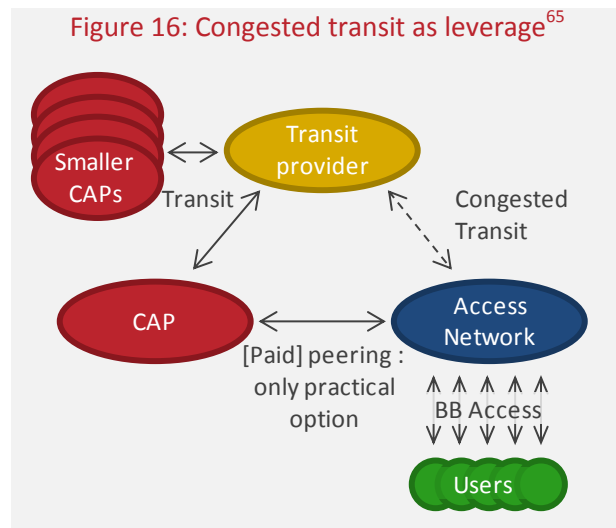 Figure 16: Congested transit as leverage65
Smaller
CAPs
Transit
provider
Transit
Congested
Transit
CAP
Access
Network
[Paid] peering :
only practical
option
BB Access
Users